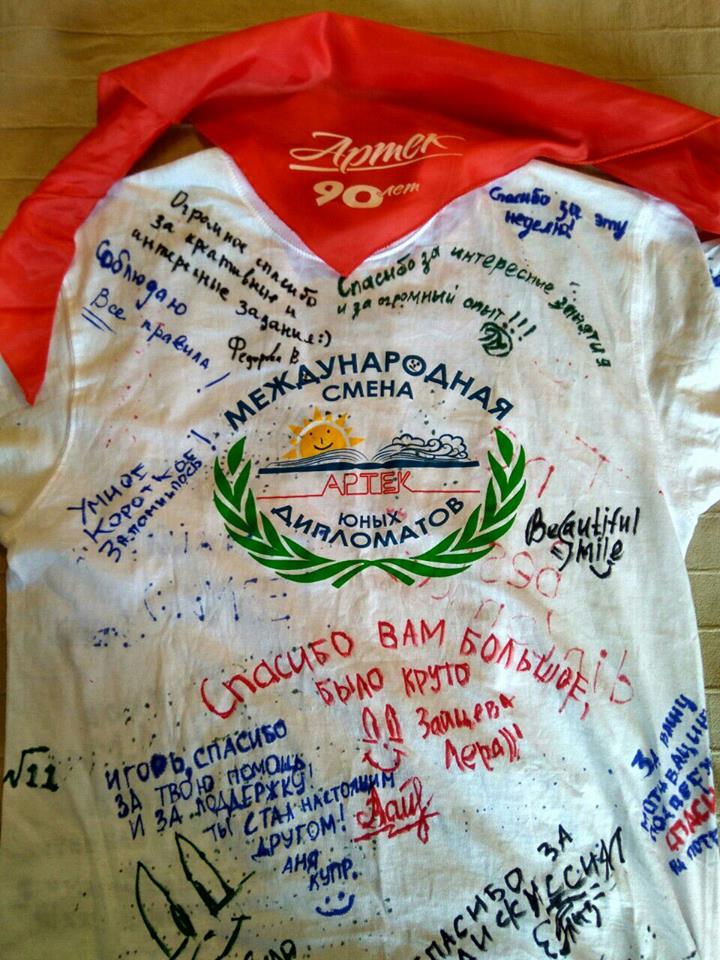 Артек
90 лет
Огромное спасибо
за креативные и
интересные задания:)
Федорова В
Спасибо за эту
неделю!
Спасибо за интересные занятия
и за огромный опыт!!!
Соблюдаю
Все правила!
МЕЖДУНАРОДНАЯ
СМЕНА
АРТЕК
ЮНЫХ
ДИПЛОМАТОВ
УМНОЕ
КОРОТКОЕ!
ЗАПОМНИЛОСЬ
Beautiful
Smile
СПАСИБО ВАМ БОЛЬШОЕ,
БЫЛО КРУТО
Зайцева
Лера))
√11
ИГОРЬ, СПАСИБО
ЗА ТВОЮ ПОМОЩЬ
И ЗА ПОДДЕРЖКУ!
ТЫ СТАЛ НАСТОЯЩИМ
ДРУГОМ!
АНЯ
КУПР.
ЗА ВАШУ
МОТИВАЦИЮ
СПАСИБО ЗА